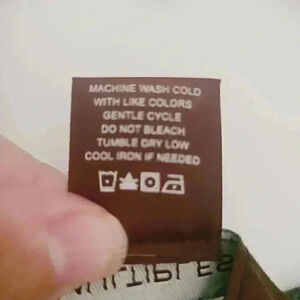 MACHINE WASH COLD
WITH LIKE COLORS
GENTLE CYCLE
DO NOT BLEACH
TUMBLE DRY LOW
COOL IRON IF NEEDED